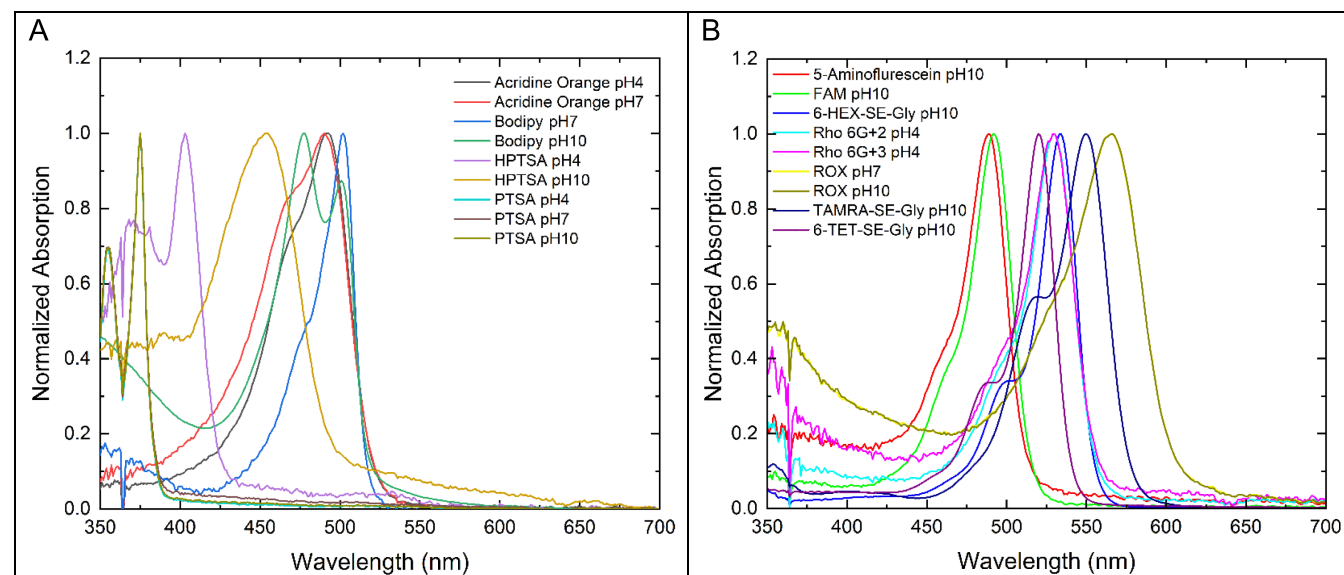 A
1.2
1.0
0.8
0.6
0.4
0.2
0.0
Normalized Absorption
Acridine Orange pH4
Acridine Orange pH7
Bodipy pH7
Bodipy pH10
HPTSA pH4
HPTSA pH10
PTSA pH4
PTSA pH7
PTSA pH10
350 400 450 500 550 600 650 700
Wavelength (nm)
B
1.2
1.0
0.8
0.6
0.4
0.2
0.0
Normalized Absorption
5-Aminoflurescein pH10
FAM pH10
6-HEX-SE-Gly pH10
Rho 6G+2 pH4
Rho 6G+3 pH4
ROX pH7
ROX pH10
TAMRA-SE-Gly pH10
6-TET-SE-Gly pH10
350 400 450 500 550 600 650 700
Wavelength (nm)